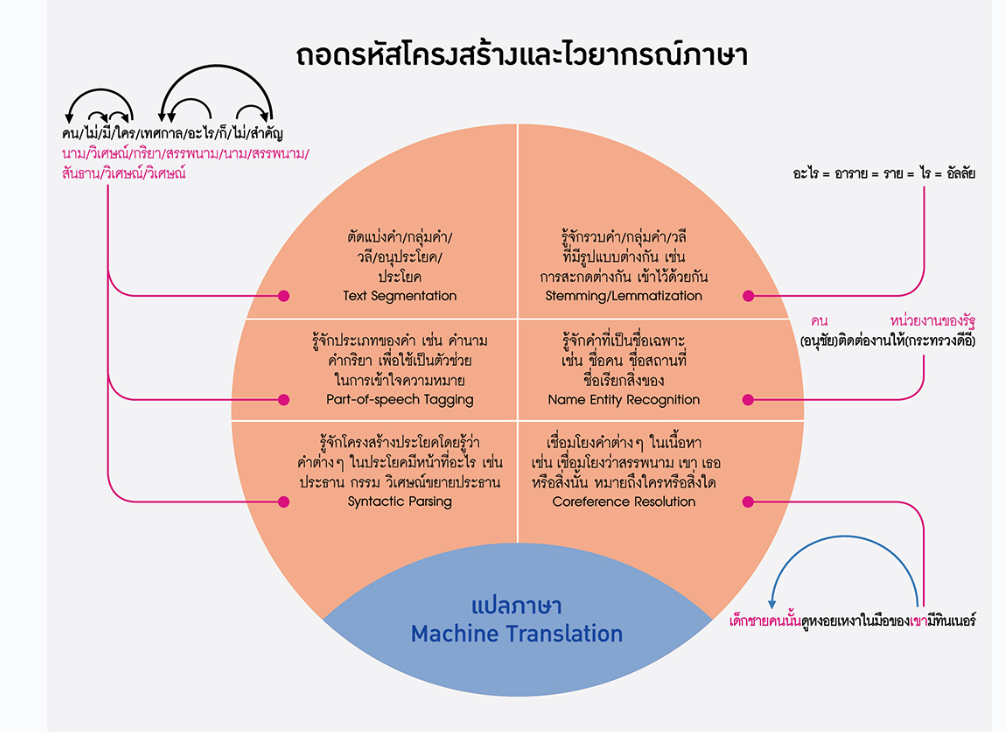 ถอดรหัสโครงสร้างและไวยากรณ์ภาษา
คน/ไม่/มี/ใคร/เทศกาล/อะไร/ก็/ไม่/สำคัญ
นาม/วิเศษณ์/กริยา/สรรพนาม/นาม/สรรพนาม/
สันธาน/วิเศษณ์/วิเศษณ์
อะไร = อาราย = ราย = ไร = อัลลัย
ตัดแบ่งคำ/กลุ่มคำ/
วลี/อนุประโยค/
ประโยค
Text Segmentation
รู้จักรวบคำ/กลุ่มคำ/วลี
ที่มีรูปแบบต่างกัน เช่น
การสะกดต่างกัน เข้าไว้ด้วยกัน
Stemming/Lemmatization
คน หน่วยงานของรัฐ
(อนุชัย)ติดต่องานให้(กระทรวงดีอี)
รู้จักประเภทของคำ เช่น คำนาม
คำกริยา เพื่อใช้เป็นตัวช่วย
ในการเข้าใจความหมาย
Part-of-speech Tagging
รู้จักคำที่เป็นชื่อเฉพาะ
เช่น ชื่อคน ชื่อสถานที่
ชื่อเรียกสิ่งของ
Name Entity Recognition
รู้จักโครงสร้างประโยคโดยรู้ว่า
คำต่างๆ ในประโยคมีหน้าที่อะไร เช่น
ประธาน กรรม วิเศษณ์ขยายประธาน
Syntactic Parsing
เชื่อมโยงคำต่างๆ ในเนื้อหา
เช่น เชื่อมโยงว่าสรรพนาม เขา เธอ
หรือสิ่งนั้น หมายถึงใครหรือสิ่งใด
Coreference Resolution
เด็กชายคนนั้นดูหงอยเหงาในมือของเขามีทินเนอร์
แปลภาษา
Machine Translation